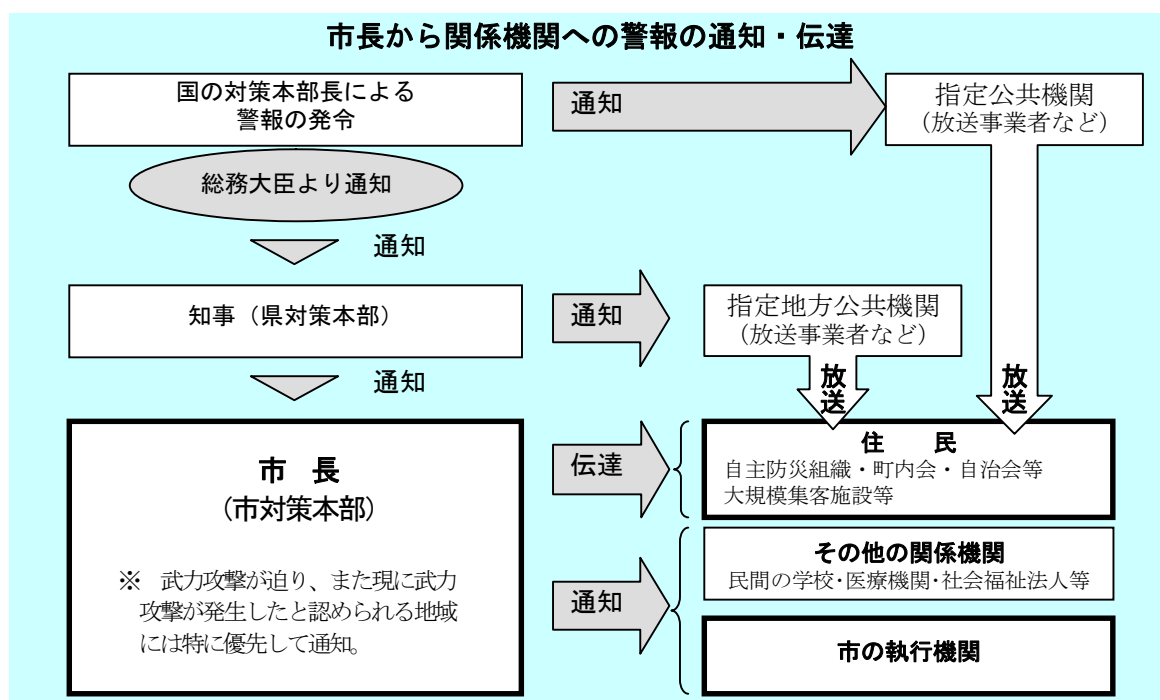 市長から関係機関への警報の通知・伝達
国の対策本部長による
警報の発令
通知
指定公共機関
(放送事業者など)
総務大臣より通知
通知
知事(県対策本部)
通知
指定地方公共機関
(放送事業者など)
通知
放送
放送
市 長
(市対策本部)
※ 武力攻撃が迫り、また現に武力
攻撃が発生したと認められる地域
には特に優先して通知。
伝達
住 民
自主防災組織・町内会・自治会等
大規模集客施設等
通知
その他の関係機関
民間の学校・医療機関・社会福祉法人等
市の執行機関